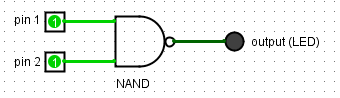 pin 1 1
output (LED)
pin 2 1
NAND